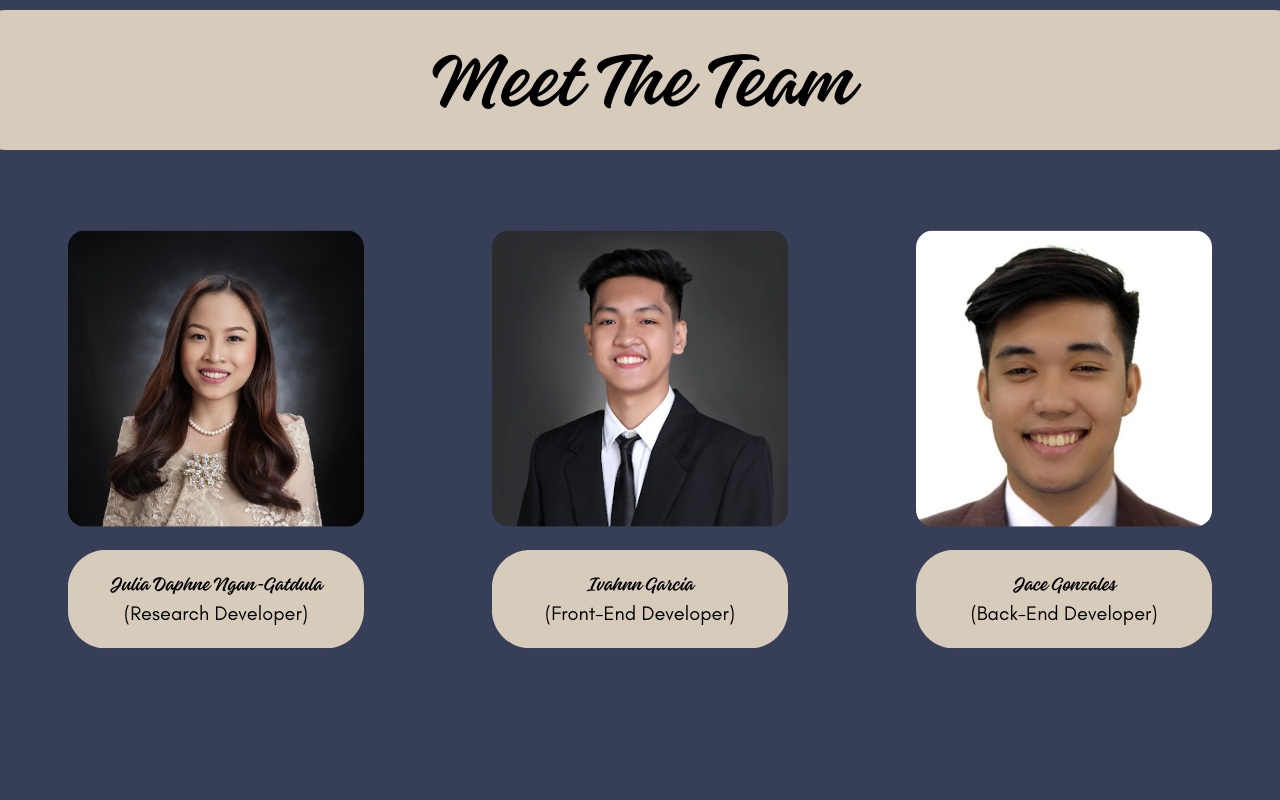 Meet The Team
Julia Daphne Ngan-Gatdula
(Research Developer)
Ivahnn Garcia
(Front-End Developer)
Jace Gonzales
(Back-End Developer)